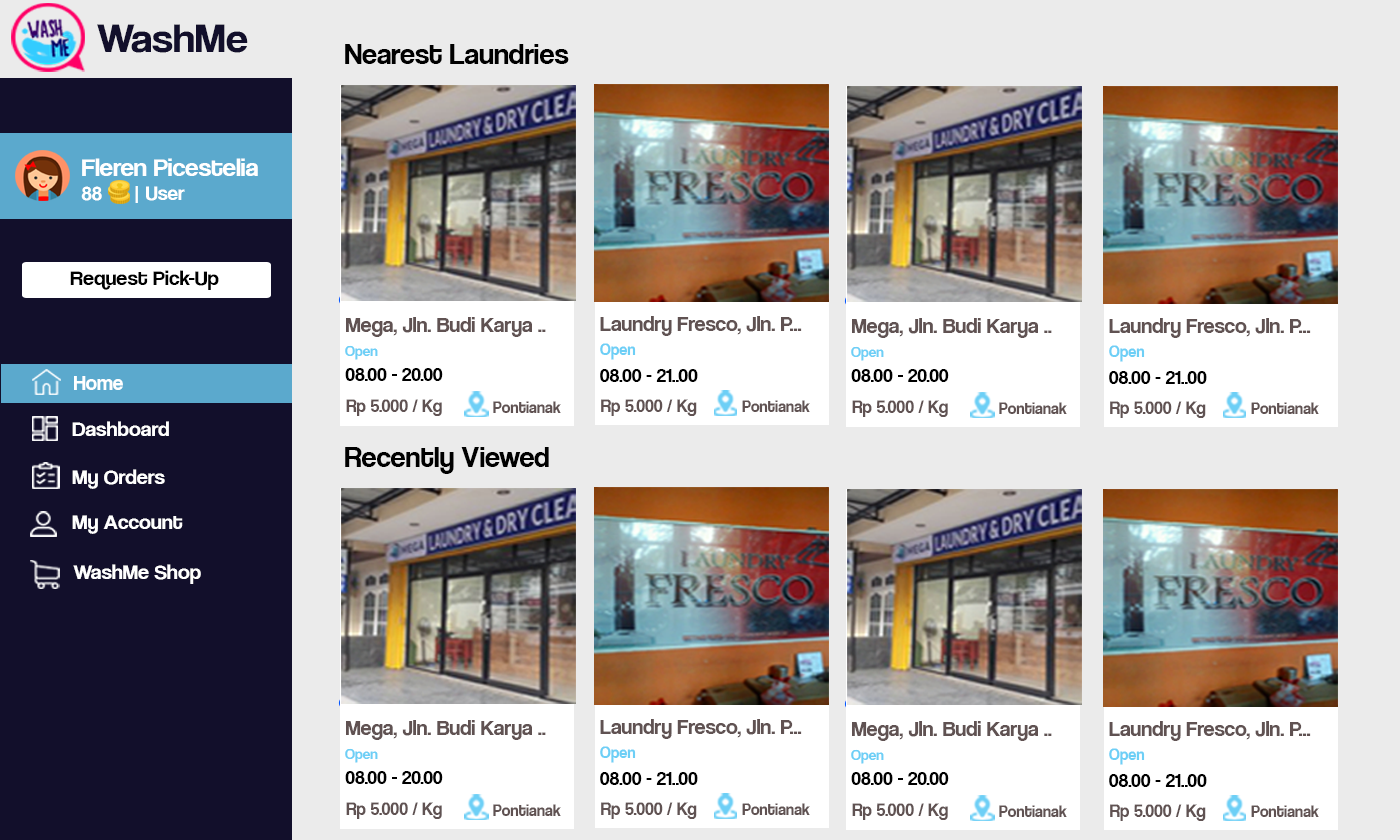 WASH
ME
WashMe
Fleren Picestelia
88 | User
Request Pick-Up
Home
Dashboard
My Orders
My Account
WashMe Shop
Nearest Laundries
MEGA LAUNDRY & DRY CLEA
LAUNDRY
FRESCO
MEGA LAUNDRY & DRY CLEA
LAUNDRY
FRESCO
Mega, Jln. Budi Karya ..
Open
08.00 - 20.00
Rp 5.000 / Kg Pontianak
Laundry Fresco, Jln. P...
Open
08.00 - 21..00
Rp 5.000 / Kg Pontianak
Mega, Jln. Budi Karya ..
Open
08.00 - 20.00
Rp 5.000 / Kg Pontianak
Laundry Fresco, Jln. P...
Open
08.00 - 21..00
Rp 5.000 / Kg Pontianak
Recently Viewed
MEGA LAUNDRY & DRY CLEA
LAUNDRY
FRESCO
MEGA LAUNDRY & DRY CLEA
LAUNDRY
FRESCO
Mega, Jln. Budi Karya ..
Open
08.00 - 20.00
Rp 5.000 / Kg Pontianak
Laundry Fresco, Jln. P...
Open
08.00 - 21..00
Rp 5.000 / Kg Pontianak
Mega, Jln. Budi Karya ..
Open
08.00 - 20.00
Rp 5.000 / Kg Pontianak
Laundry Fresco, Jln. P...
Open
08.00 - 21..00
Rp 5.000 / Kg Pontianak